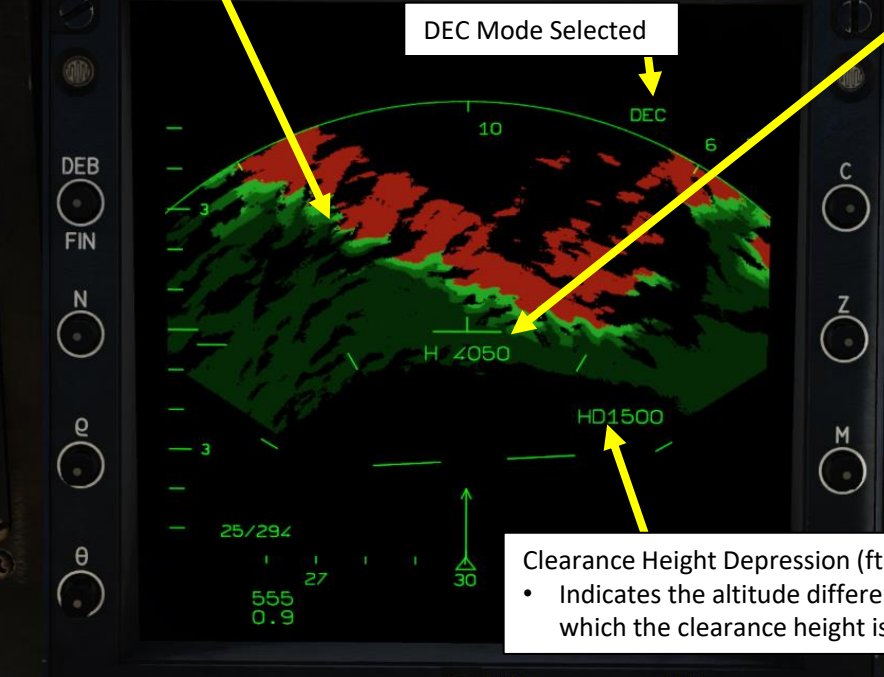 DEC Mode Selected
DEC
10
6
DEB
FIN
C
3
N
Z
H 4050
HD1500
ϱ
M
3
25/294
θ
27
30
555
0.9
Clearance Height Depression (ft
• Indicates the altitude differe
which the clearance height is